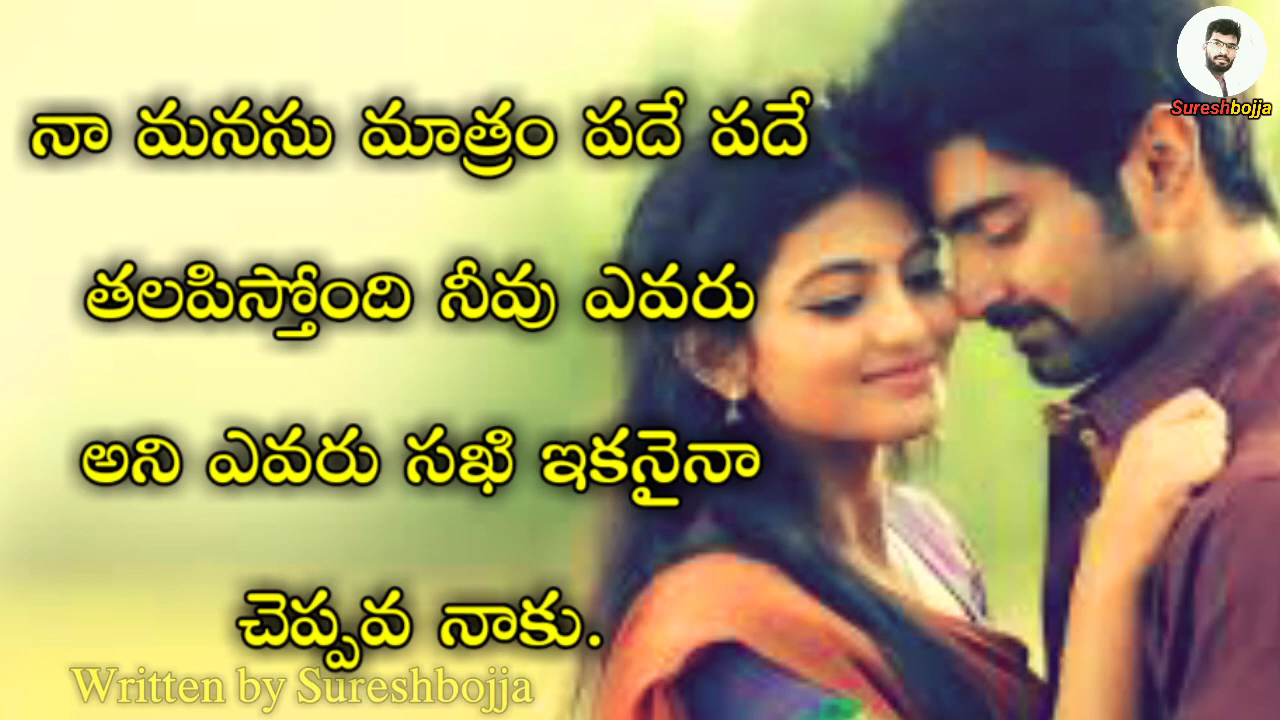 నా మనసు మాత్రం పదే పదే
తలపిస్తోంది నీవు ఎవరు
అని ఎవరు సఖి ఇకనైనా
చెప్పవ నాకు.
Written by Sureshbojja
Sureshbojja